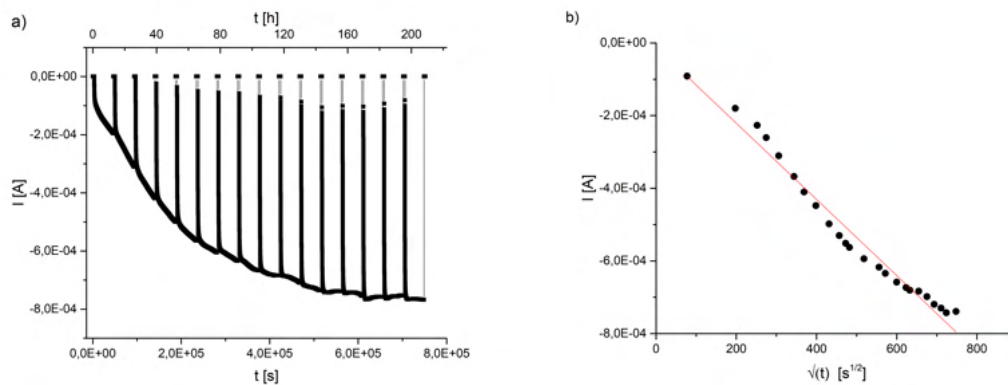 a)
t [h]
0 40 80 120 160 200
0,0E+00
-2,0E-04
-4,0E-04
-6,0E-04
-8,0E-04
I [A]
0,0E+00 2,0E+05 4,0E+05 6,0E+05 8,0E+05
t [s]
b)
0,0E+00
-2,0E-04
-4,0E-04
-6,0E-04
-8,0E-04
I [A]
0 200 400 600 800
√(t) [s^1/2]